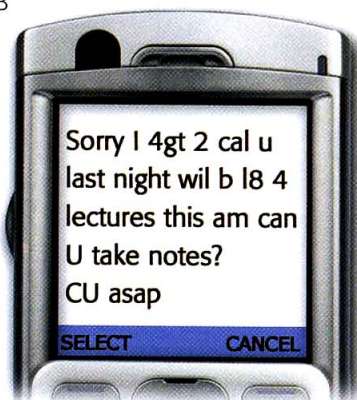 Sorry I 4gt 2 cal u
last night wil b l8 4
lectures this am can
U take notes?
CU asap
SELECT CANCEL